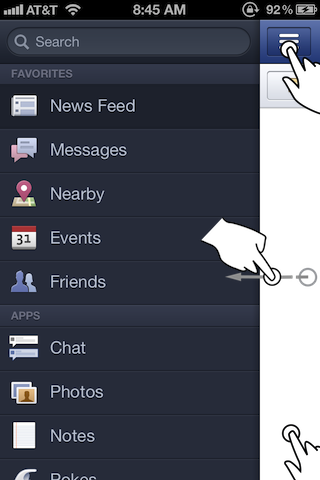 AT&T 8:45 AM 92%
Search
FAVORITES
News Feed
Messages
Nearby
31
Events
Friends
APPS
Chat
Photos
Notes
Pokes